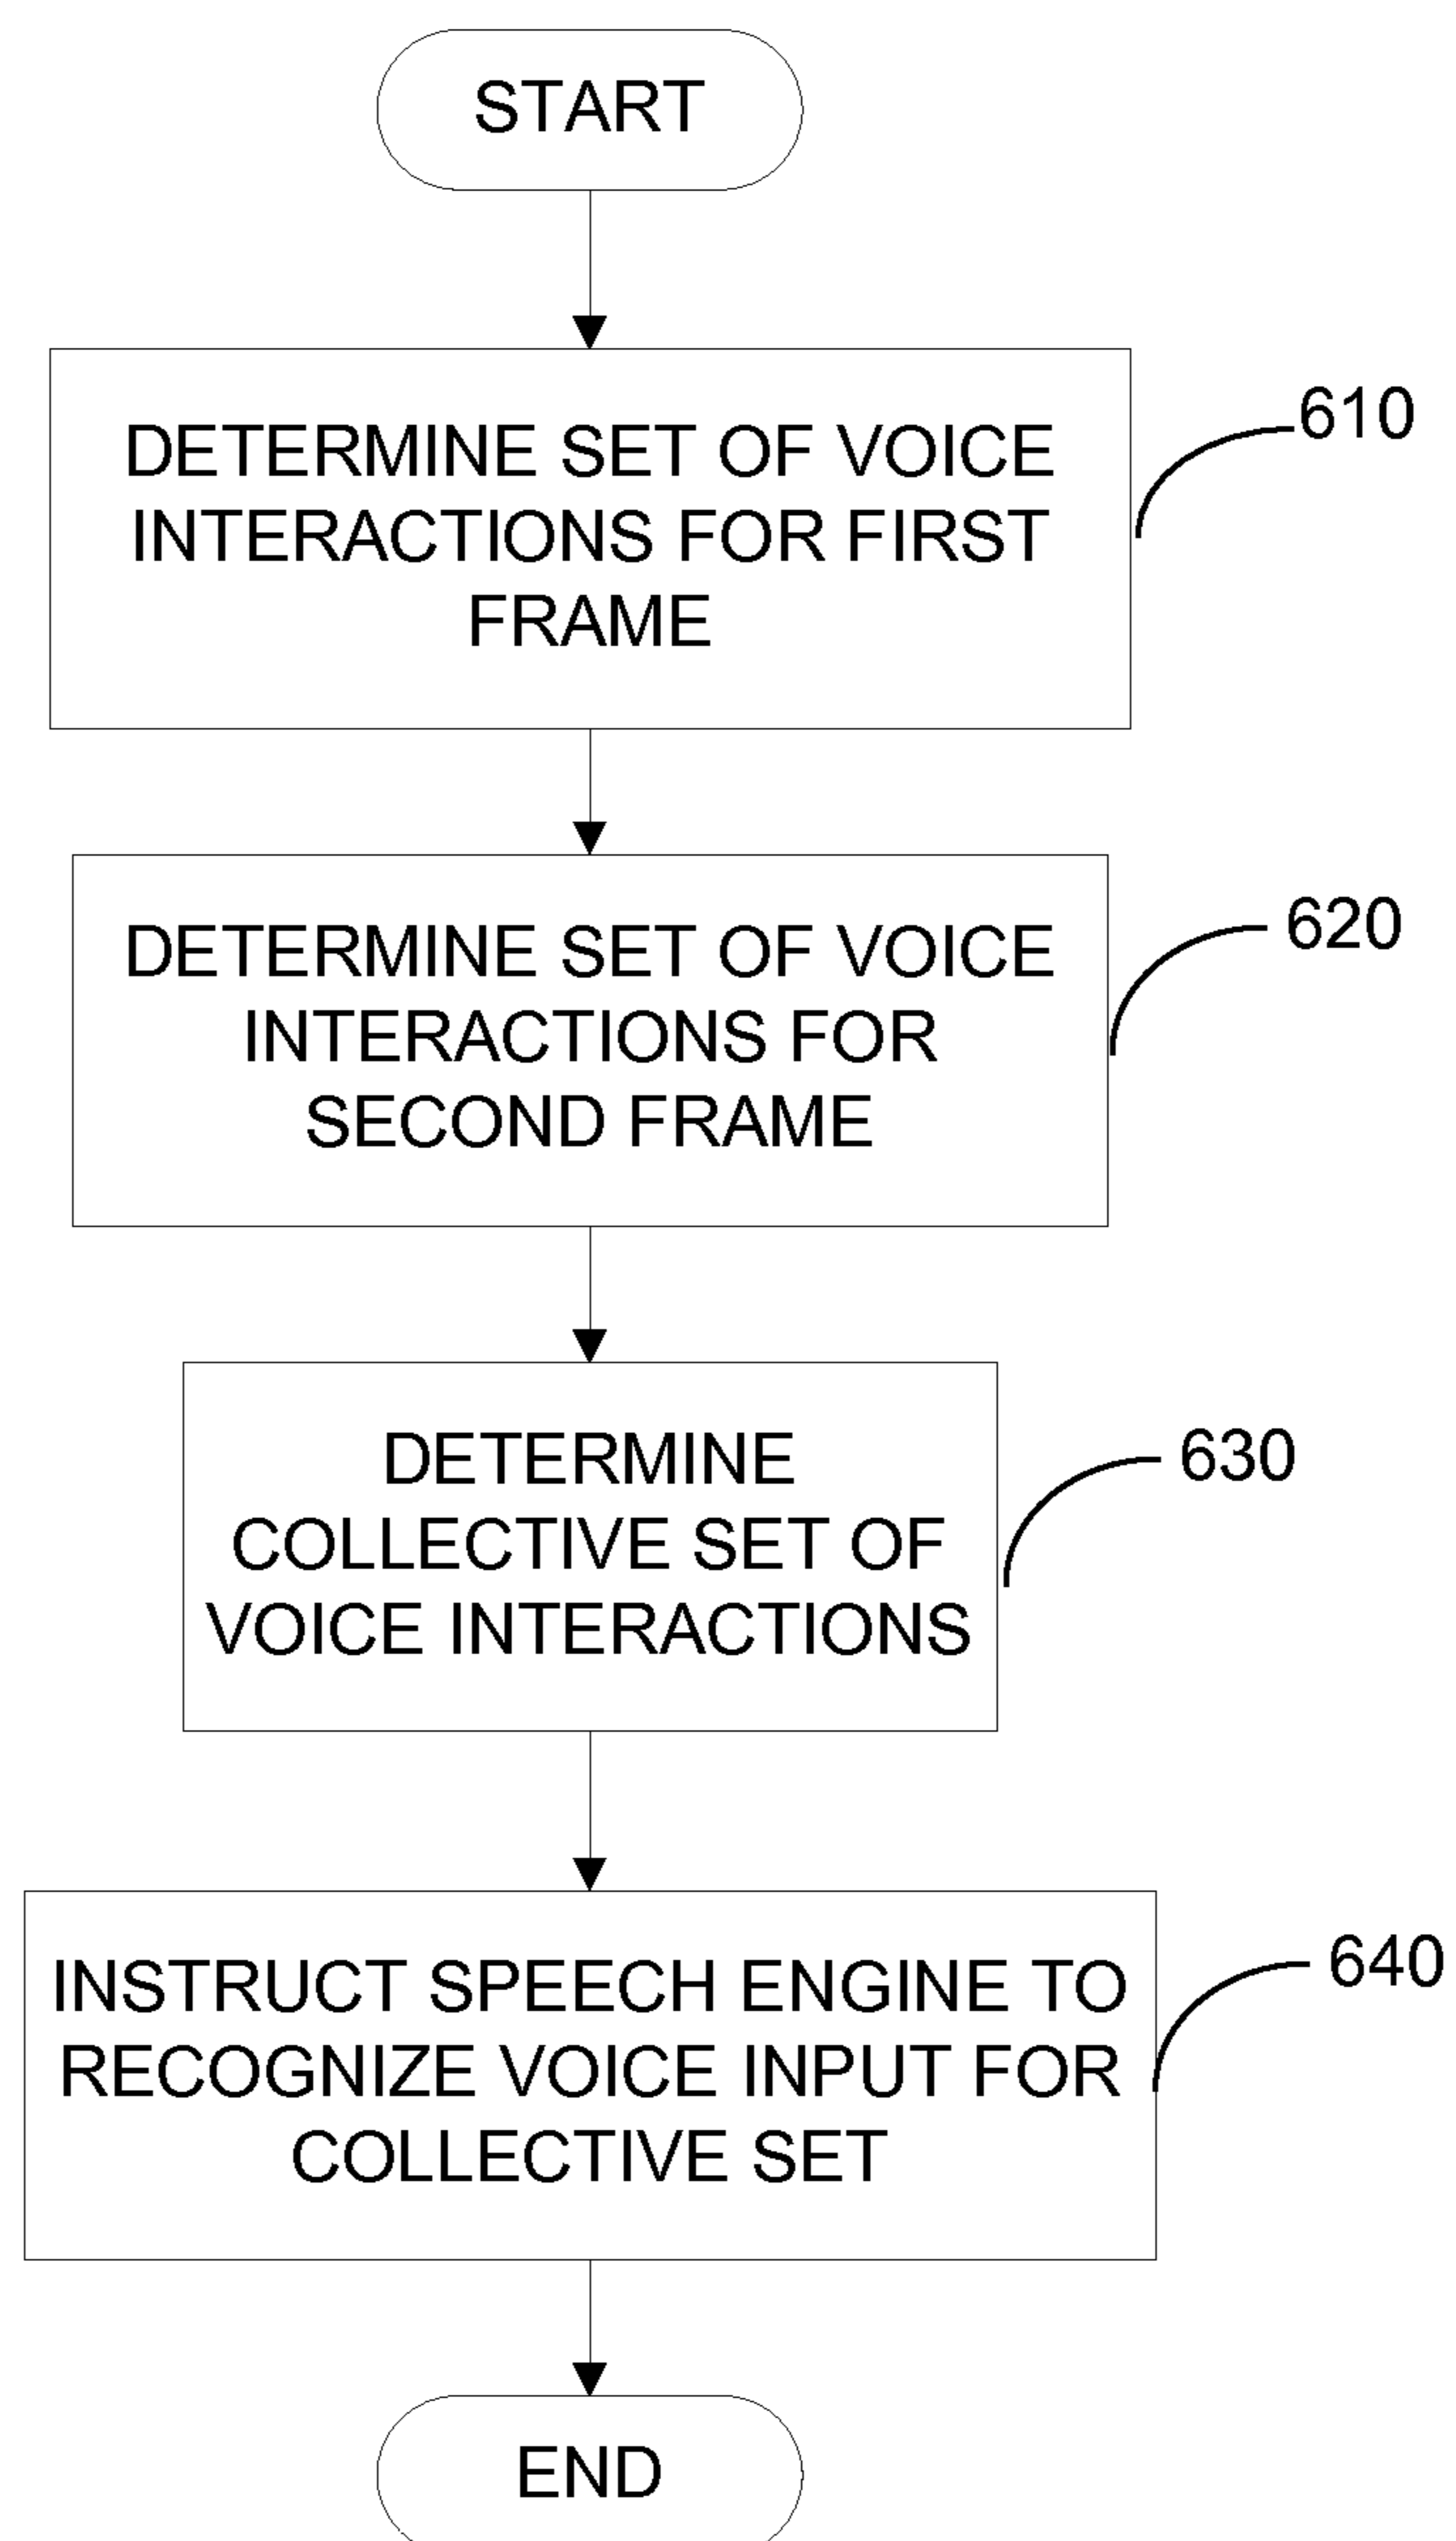 START
DETERMINE SET OF VOICE
INTERACTIONS FOR FIRST
FRAME
610
DETERMINE SET OF VOICE
INTERACTIONS FOR
SECOND FRAME
620
DETERMINE
COLLECTIVE SET OF
VOICE INTERACTIONS
630
INSTRUCT SPEECH ENGINE TO
RECOGNIZE VOICE INPUT FOR
COLLECTIVE SET
640
END